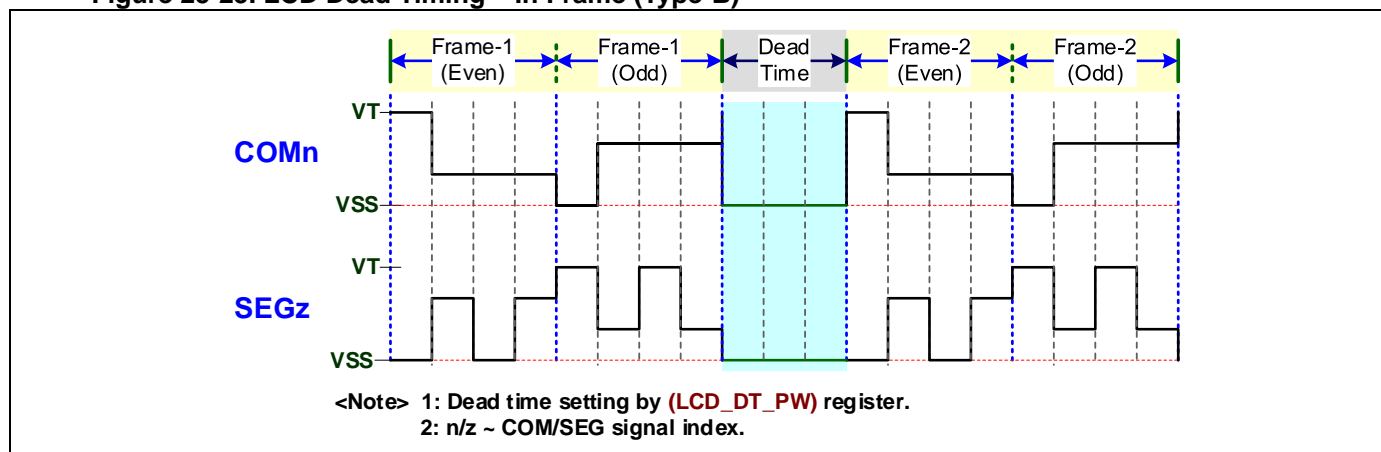 Frame-1
(Even)
Frame-1
(Odd)
Dead
Time
Frame-2
(Even)
Frame-2
(Odd)
VT
COMn
VSS
VT
SEGz
VSS
<Note> 1: Dead time setting by (LCD_DT_PW) register.
2: n/z ~ COM/SEG signal index.